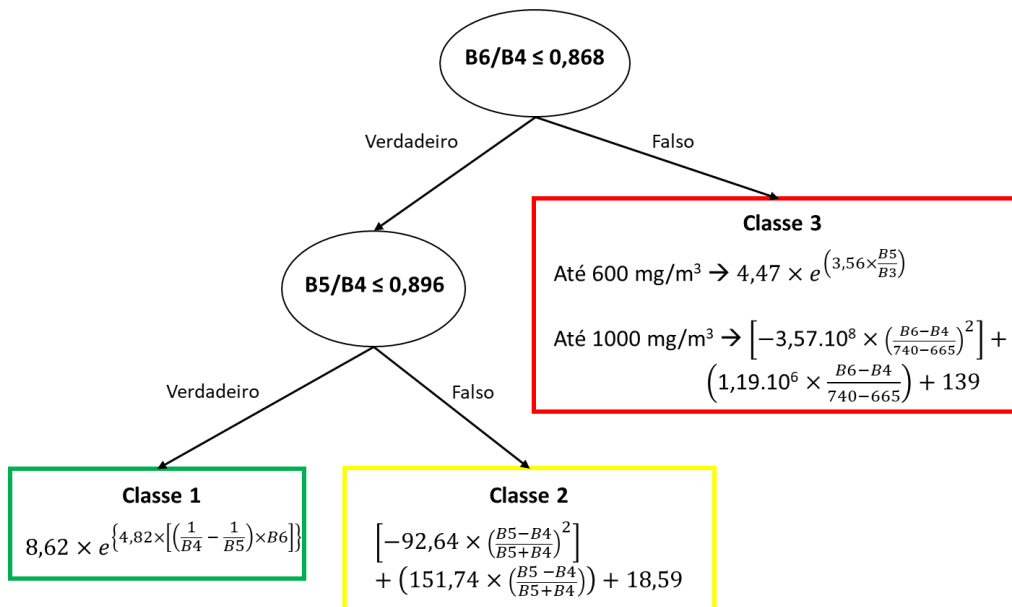 B6/B4 ≤ 0,868
Verdadeiro
Falso
B5/B4 ≤ 0,896
Classe 3
Até 600 mg/m³ → 4,47 × e^(3,56×B5/B3)
Até 1000 mg/m³ → [−3,57.10⁸ × ((B6−B4)/(740−665))²] +
(1,19.10⁶ × (B6−B4)/(740−665)) + 139
Verdadeiro
Falso
Classe 1
8,62 × e^{4,82×[(1/B4 − 1/B5)×B6]}
Classe 2
[−92,64 × ((B5−B4)/(B5+B4))²]
+ (151,74 × ((B5−B4)/(B5+B4))) + 18,59